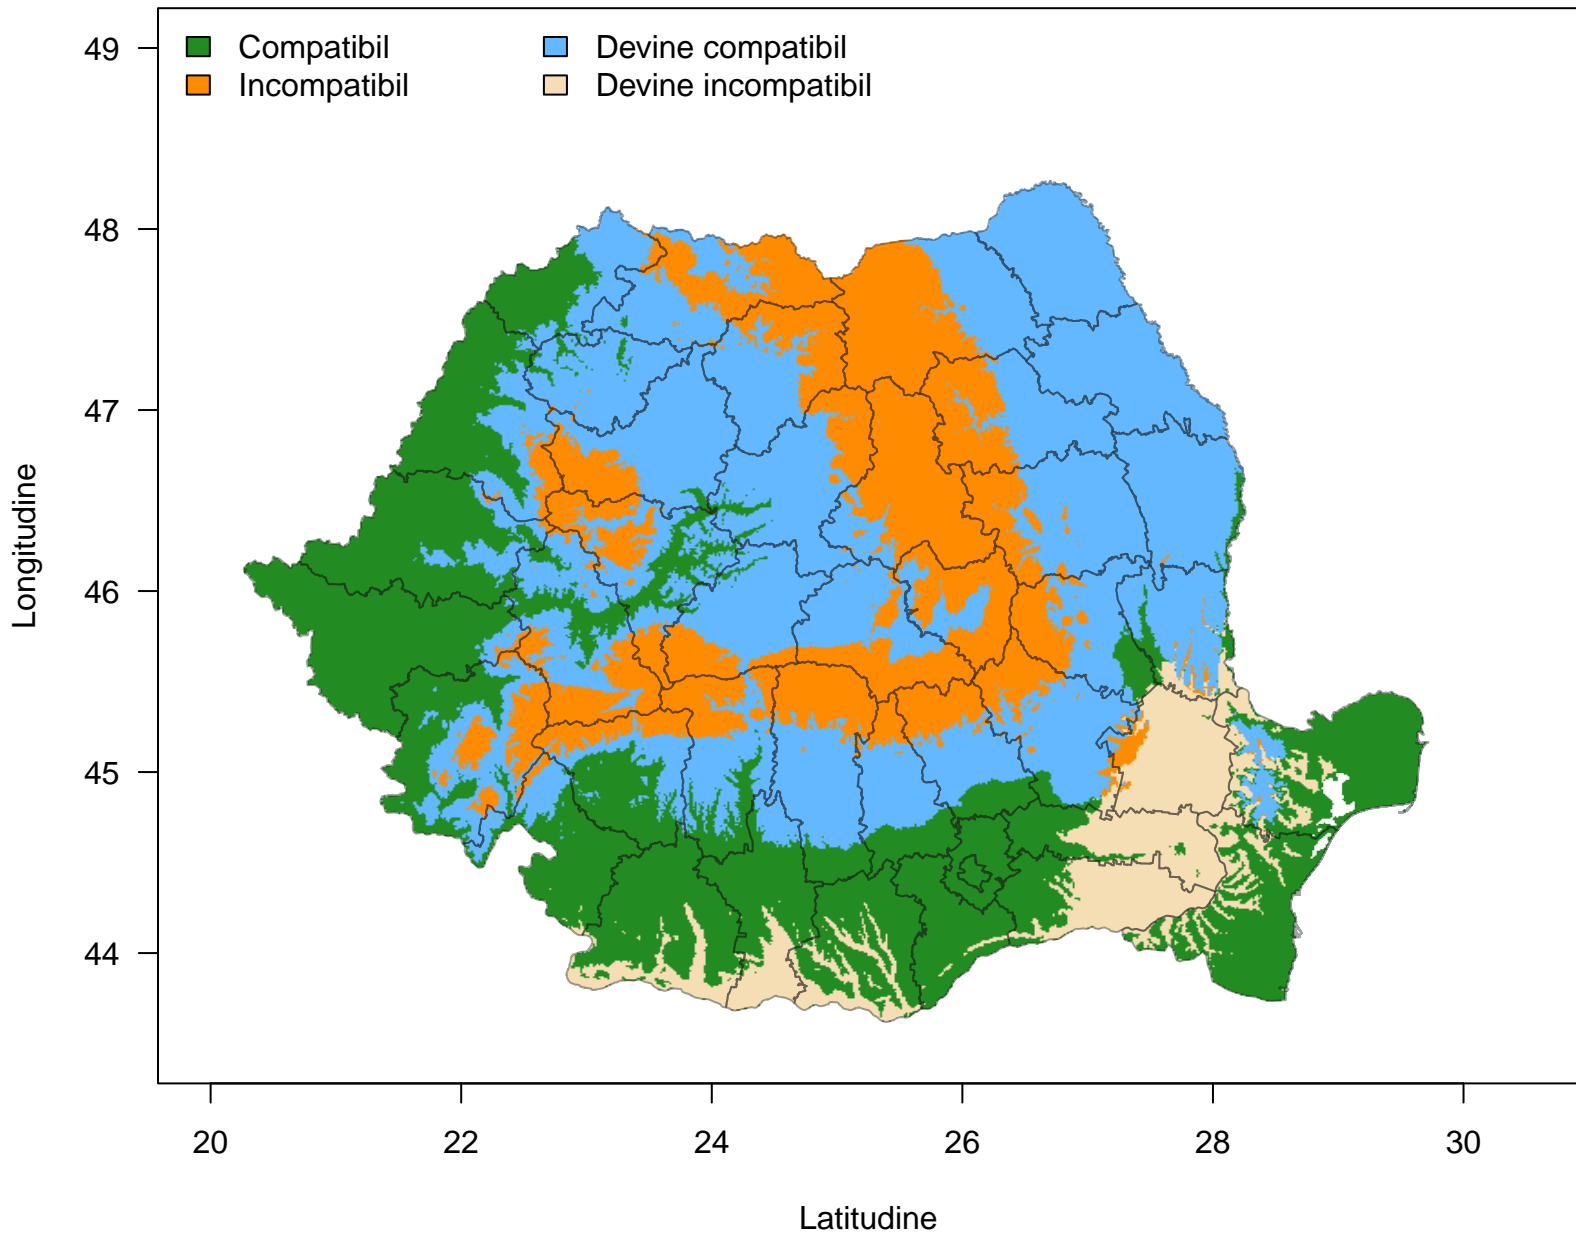 Compatibil
Incompatibil
Devine compatibil
Devine incompatibil
49
48
47
46
45
44
Longitudine
20 22 24 26 28 30
Latitudine